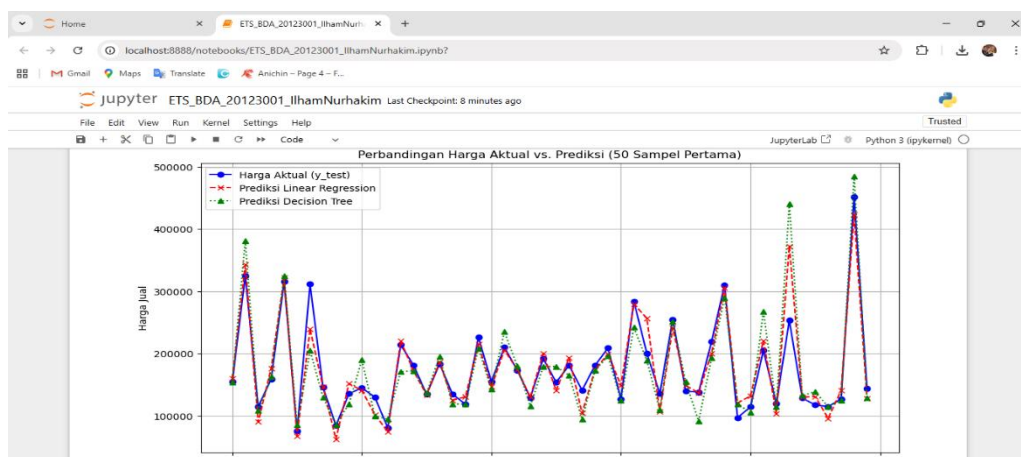 Home
ETS_BDA_20123001_IlhamNurh
localhost:8888/notebooks/ETS_BDA_20123001_IlhamNurhakim.ipynb?
Gmail Maps Translate Anichin – Page 4 – F...
jupyter ETS_BDA_20123001_IlhamNurhakim Last Checkpoint: 8 minutes ago
File Edit View Run Kernel Settings Help Trusted
Code JupyterLab Python 3 (ipykernel)
Perbandingan Harga Aktual vs. Prediksi (50 Sampel Pertama)
500000
Harga Aktual (y_test)
Prediksi Linear Regression
Prediksi Decision Tree
400000
300000
Harga Jual
200000
100000